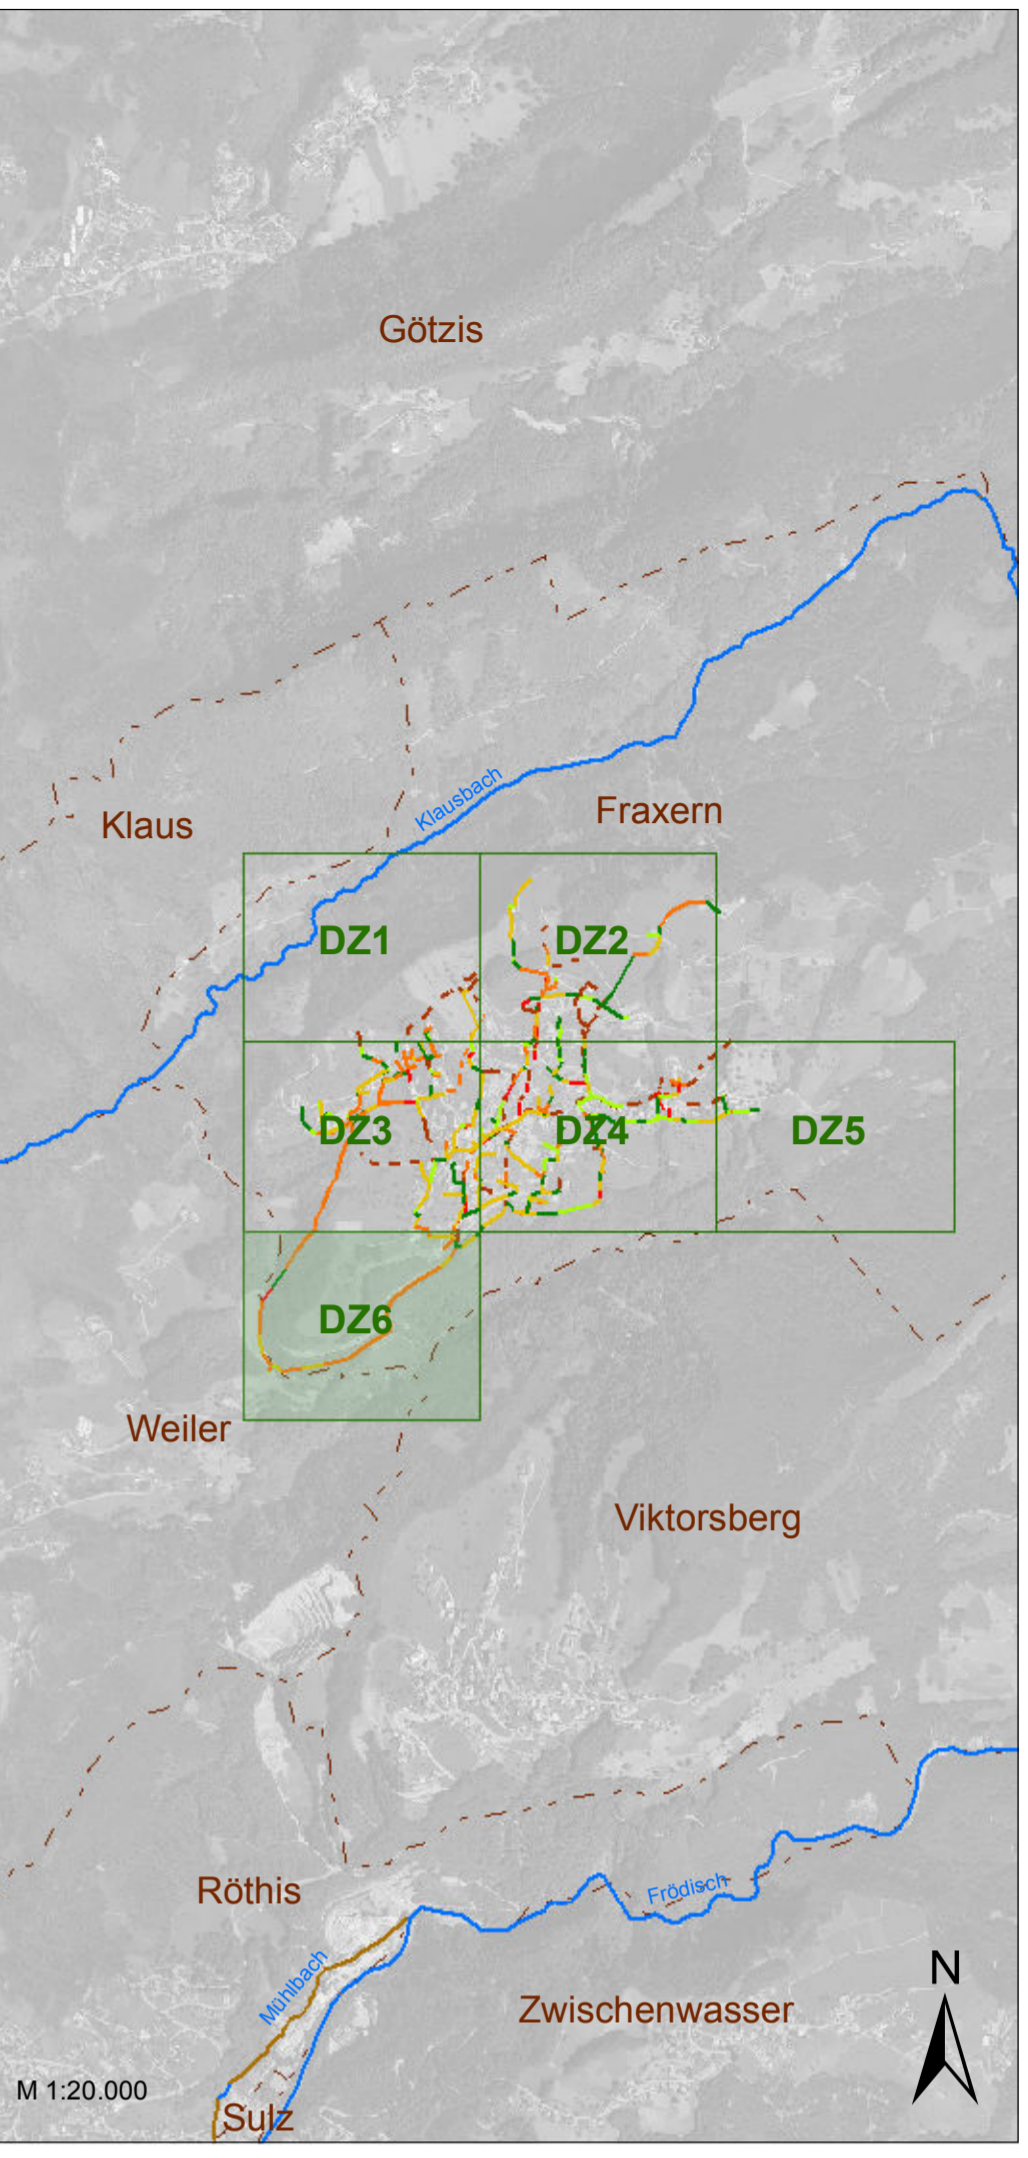 Götzis
Klausbach
Klaus
Fraxern
DZ1
DZ2
DZ3
DZ4
DZ5
DZ6
Weiler
Viktorsberg
Röthis
Frödisch
Mühlbach
N
Zwischenwasser
M 1:20.000
Sulz